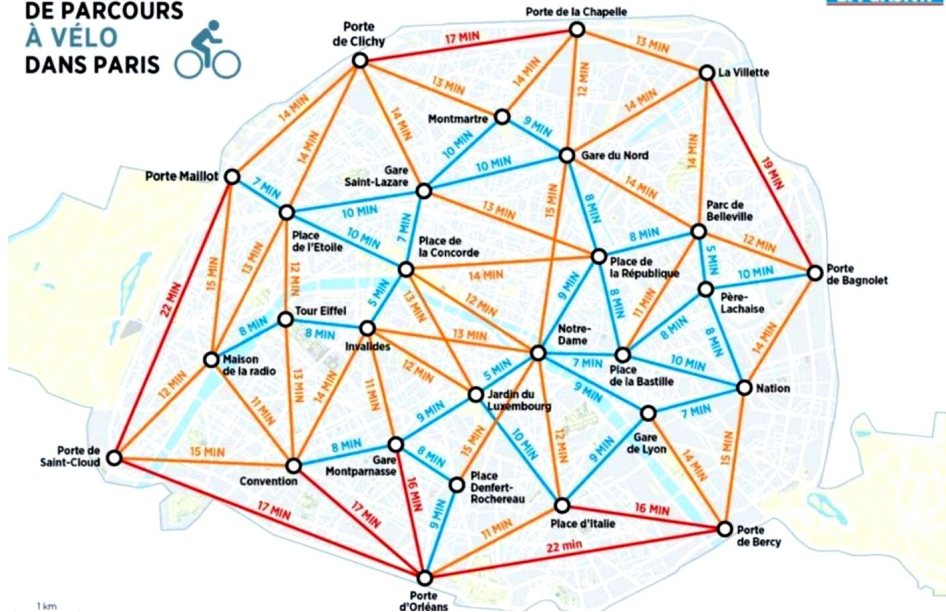 DE PARCOURS
À VÉLO
DANS PARIS
Porte
de Clichy
17 MIN
Porte de la Chapelle
13 MIN
La Villette
14 MIN
14 MIN
14 MIN
13 MIN
14 MIN
12 MIN
14 MIN
Montmartre
9 MIN
10 MIN
10 MIN
Gare du Nord
14 MIN
19 MIN
Porte Maillot
7 MIN
Gare
Saint-Lazare
10 MIN
13 MIN
15 MIN
8 MIN
14 MIN
Parc de
Belleville
Place
de l'Etoile
10 MIN
7 MIN
Place de
la Concorde
14 MIN
Place de
la République
8 MIN
5 MIN
12 MIN
10 MIN
Porte
de Bagnolet
22 MIN
15 MIN
13 MIN
12 MIN
5 MIN
13 MIN
12 MIN
9 MIN
8 MIN
11 MIN
8 MIN
Père-
Lachaise
8 MIN
14 MIN
Tour Eiffel
8 MIN
8 MIN
Invalides
13 MIN
Notre-
Dame
7 MIN
Place
de la Bastille
10 MIN
Nation
Maison
de la radio
12 MIN
11 MIN
13 MIN
14 MIN
11 MIN
12 MIN
5 MIN
Jardin du
Luxembourg
9 MIN
9 MIN
7 MIN
Gare
de Lyon
Porte de
Saint-Cloud
15 MIN
Convention
8 MIN
Gare
Montparnasse
8 MIN
15 MIN
10 MIN
12 MIN
9 MIN
14 MIN
15 MIN
Place
Denfert-
Rochereau
17 MIN
17 MIN
16 MIN
9 MIN
11 MIN
Place d'Italie
16 MIN
22 min
Porte
de Bercy
Porte
d'Orléans
1 km